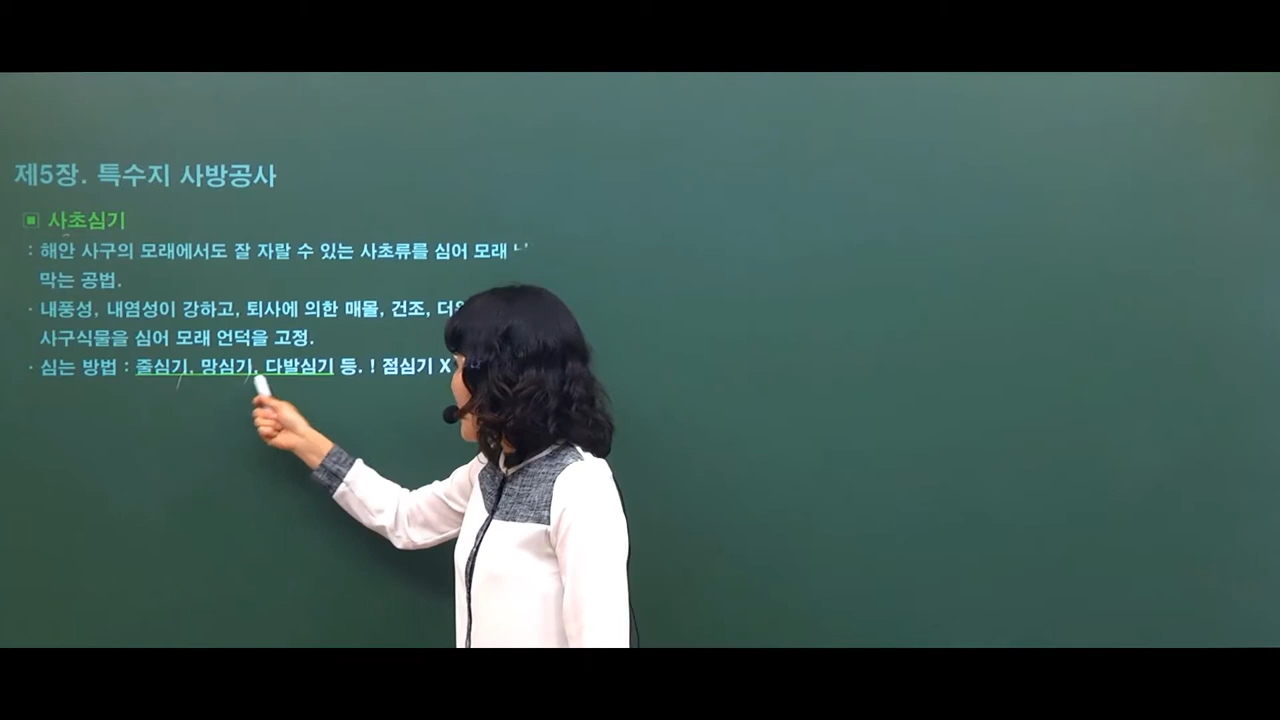 제5장. 특수지 사방공사
▣ 사초심기
: 해안 사구의 모래에서도 잘 자랄 수 있는 사초류를 심어 모래
막는 공법.
· 내풍성, 내염성이 강하고, 퇴사에 의한 매몰, 건조,
사구식물을 심어 모래 언덕을 고정.
· 심는 방법 : 줄심기, 망심기, 다발심기 등. ! 점심기 X